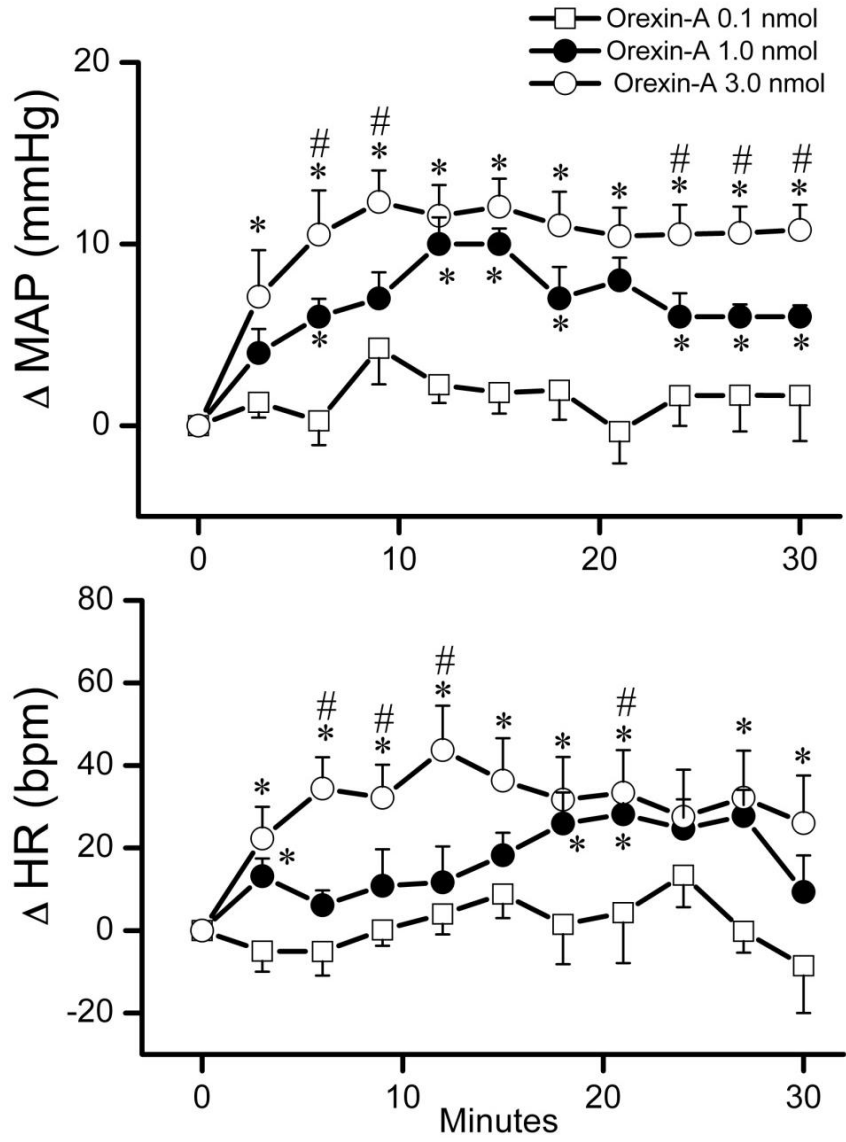 Orexin-A 0.1 nmol
Orexin-A 1.0 nmol
Orexin-A 3.0 nmol
Δ MAP (mmHg)
20
10
0
# #
* * * * * * * # # #
* * *
* * * * * *
*
0 10 20 30
Δ HR (bpm)
80
60
40
20
0
-20
# # # #
* * * * * * * * *
* * *
0 10 20 30
Minutes